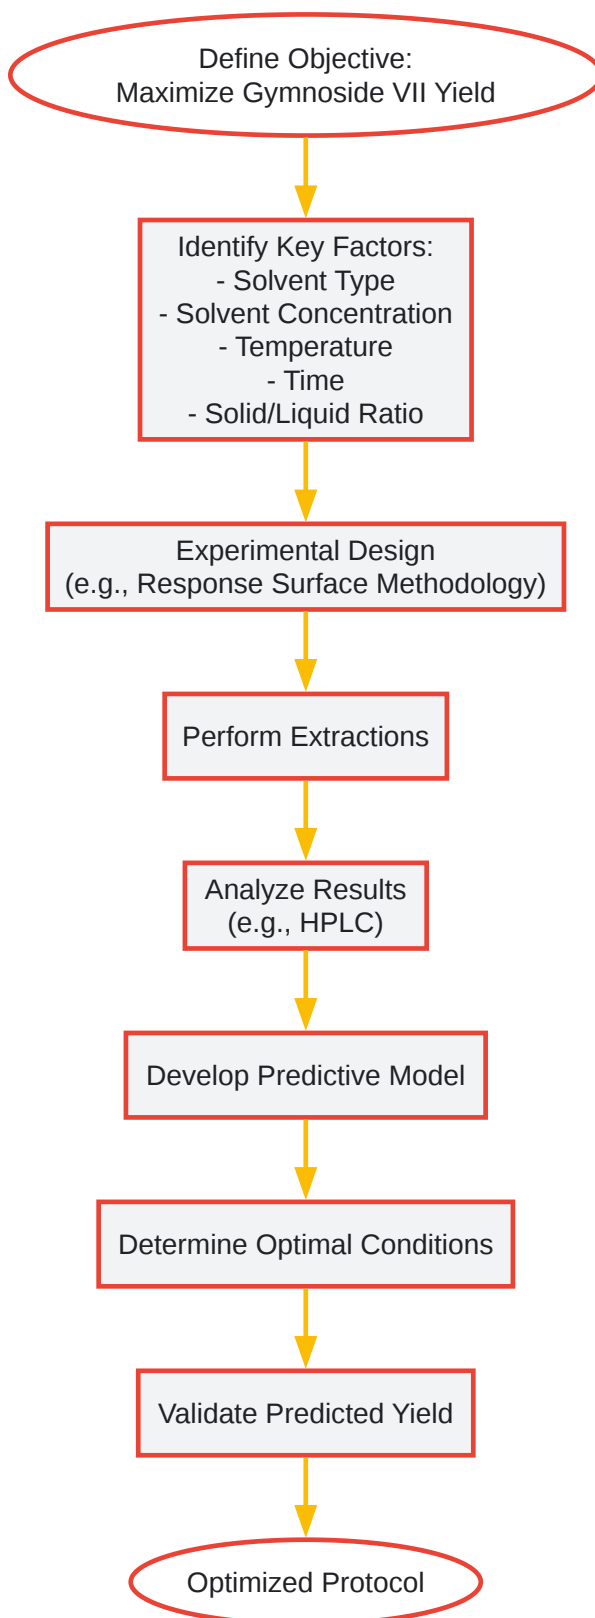 Define Objective:
Maximize Gymnoside VII Yield
Identify Key Factors:
- Solvent Type
- Solvent Concentration
- Temperature
- Time
- Solid/Liquid Ratio
Experimental Design
(e.g., Response Surface Methodology)
Perform Extractions
Analyze Results
(e.g., HPLC)
Develop Predictive Model
Determine Optimal Conditions
Validate Predicted Yield
Optimized Protocol